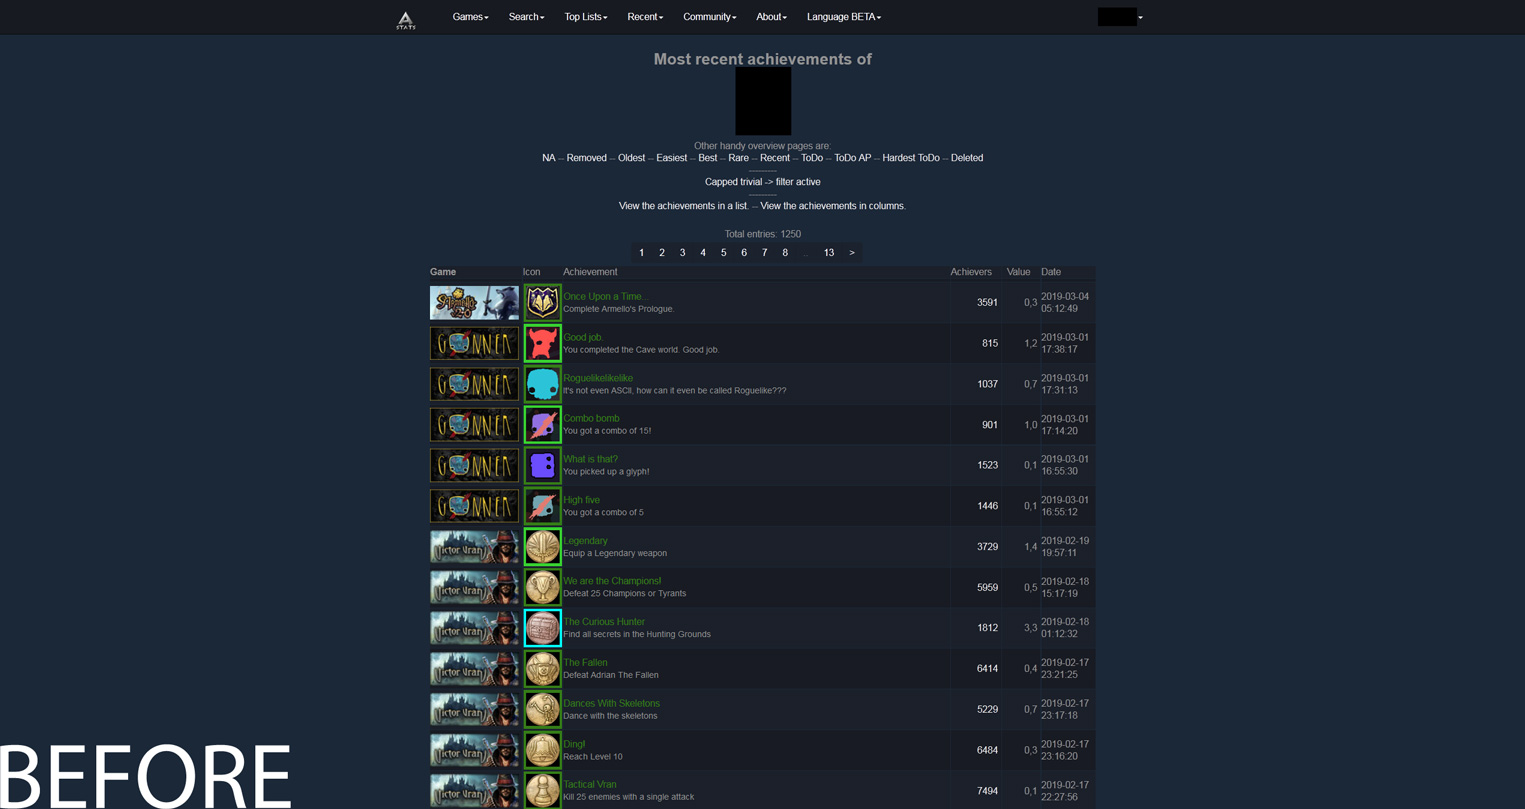 A
STATS
Games
Search
Top Lists
Recent
Community
About
Language BETA
Most recent achievements of
Other handy overview pages are:
NA -- Removed -- Oldest -- Easiest -- Best -- Rare -- Recent -- ToDo -- ToDo AP -- Hardest ToDo -- Deleted
Capped trivial -> filter active
View the achievements in a list. -- View the achievements in columns.
Total entries: 1250
1 2 3 4 5 6 7 8 ... 13 >
Game Icon Achievement Achievers Value Date
Once Upon a Time...
Complete Armello's Prologue.
3591 0,3 2019-03-04
05:12:49
GONNER
Good job.
You completed the Cave world. Good job.
815 1,2 2019-03-01
17:38:17
GONNER
Roguelikelikelike
It's not even ASCII, how can it even be called Roguelike???
1037 0,7 2019-03-01
17:31:13
GONNER
Combo bomb
You got a combo of 15!
901 1,0 2019-03-01
17:14:20
GONNER
What is that?
You picked up a glyph!
1523 0,1 2019-03-01
16:55:30
GONNER
High five
You got a combo of 5
1446 0,1 2019-03-01
16:55:12
Victor Vran
Legendary
Equip a Legendary weapon
3729 1,4 2019-02-19
19:57:11
Victor Vran
We are the Champions!
Defeat 25 Champions or Tyrants
5959 0,5 2019-02-18
15:17:19
Victor Vran
The Curious Hunter
Find all secrets in the Hunting Grounds
1812 3,3 2019-02-18
01:12:32
Victor Vran
The Fallen
Defeat Adrian The Fallen
6414 0,4 2019-02-17
23:21:25
Victor Vran
Dances With Skeletons
Dance with the skeletons
5229 0,7 2019-02-17
23:17:18
Victor Vran
Ding!
Reach Level 10
6484 0,3 2019-02-17
23:16:20
Victor Vran
Tactical Vran
Kill 25 enemies with a single attack
7494 0,1 2019-02-17
22:27:56
BEFORE